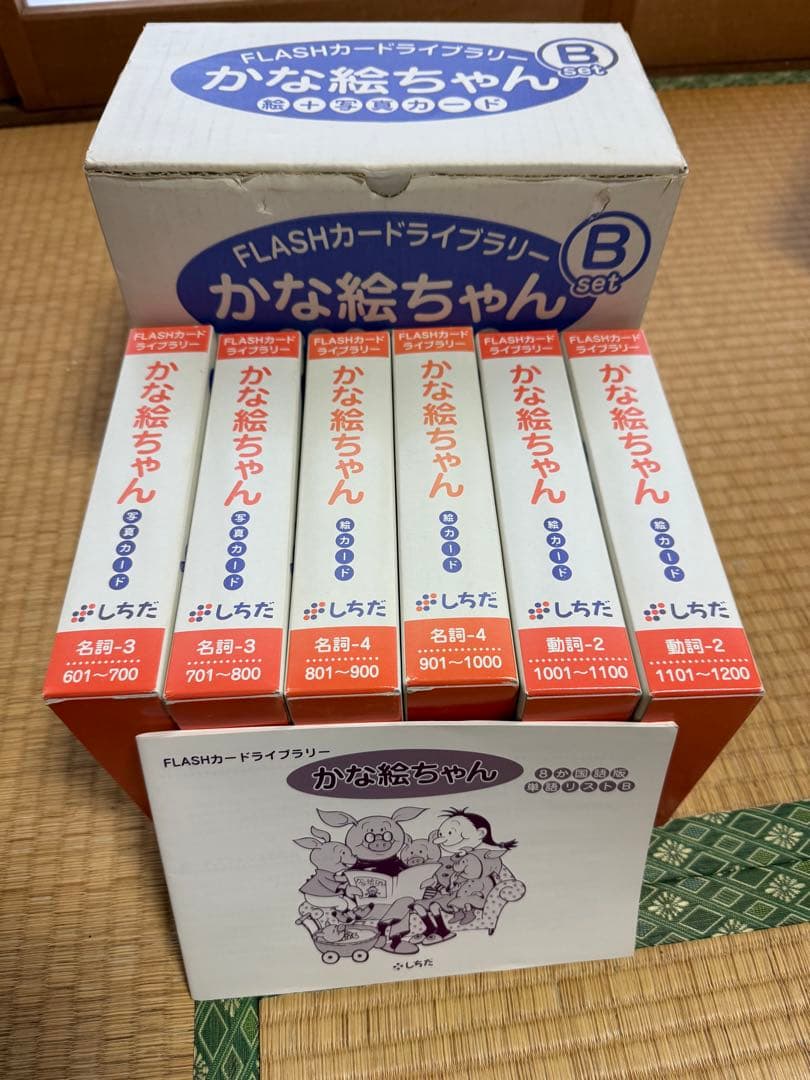 FLASHカードライブラリー
かな絵ちゃん
B set
絵+写真カード
FLASHカードライブラリー
かな絵ちゃん
B set
FLASHカード
ライブラリー
かな絵ちゃん
写真カード
しちだ
名詞-3
601〜700
FLASHカード
ライブラリー
かな絵ちゃん
写真カード
しちだ
名詞-3
701〜800
FLASHカード
ライブラリー
かな絵ちゃん
絵カード
しちだ
名詞-4
801〜900
FLASHカード
ライブラリー
かな絵ちゃん
絵カード
しちだ
名詞-4
901〜1000
FLASHカード
ライブラリー
かな絵ちゃん
絵カード
しちだ
動詞-2
1001〜1100
FLASHカード
ライブラリー
かな絵ちゃん
絵カード
しちだ
動詞-2
1101〜1200
FLASHカードライブラリー
かな絵ちゃん
8か国語版
単語リストB
しちだ